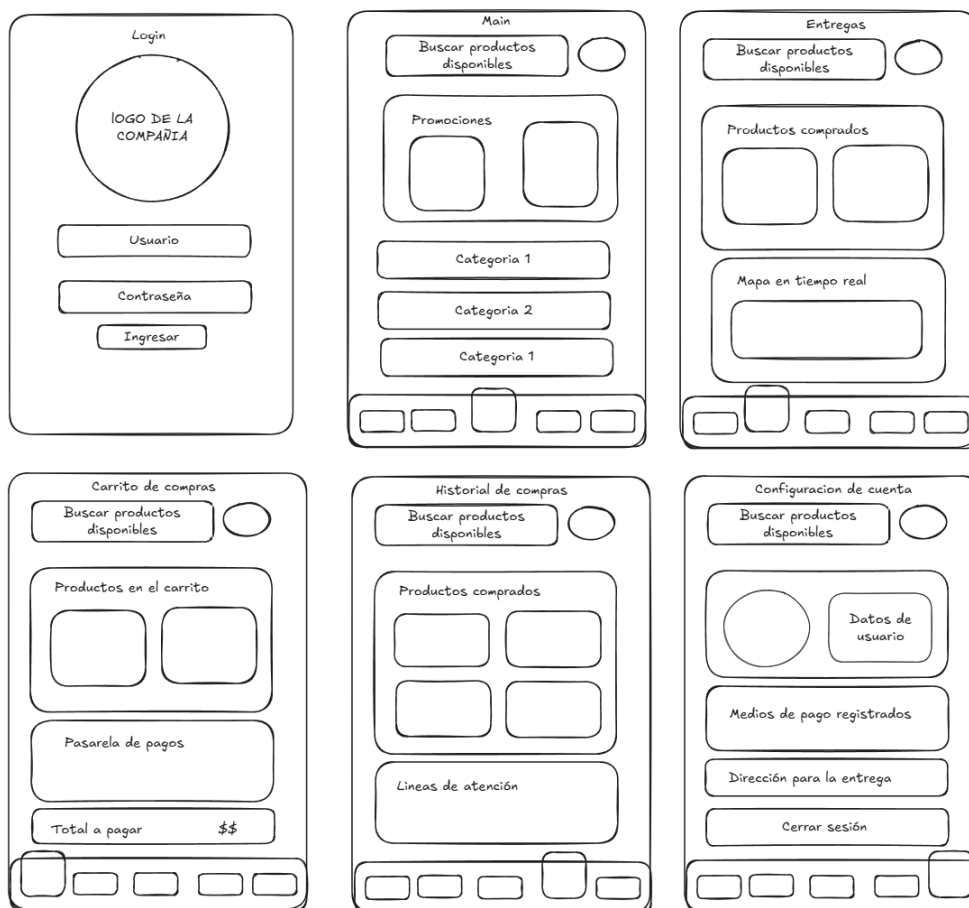 Login
lOGO DE LA
COMPAÑIA
Usuario
Contraseña
Ingresar
Main
Buscar productos
disponibles
Promociones
Categoria 1
Categoria 2
Categoria 1
Entregas
Buscar productos
disponibles
Productos comprados
Mapa en tiempo real
Carrito de compras
Buscar productos
disponibles
Productos en el carrito
Pasarela de pagos
Total a pagar $$
Historial de compras
Buscar productos
disponibles
Productos comprados
Lineas de atención
Configuracion de cuenta
Buscar productos
disponibles
Datos de
usuario
Medios de pago registrados
Dirección para la entrega
Cerrar sesión